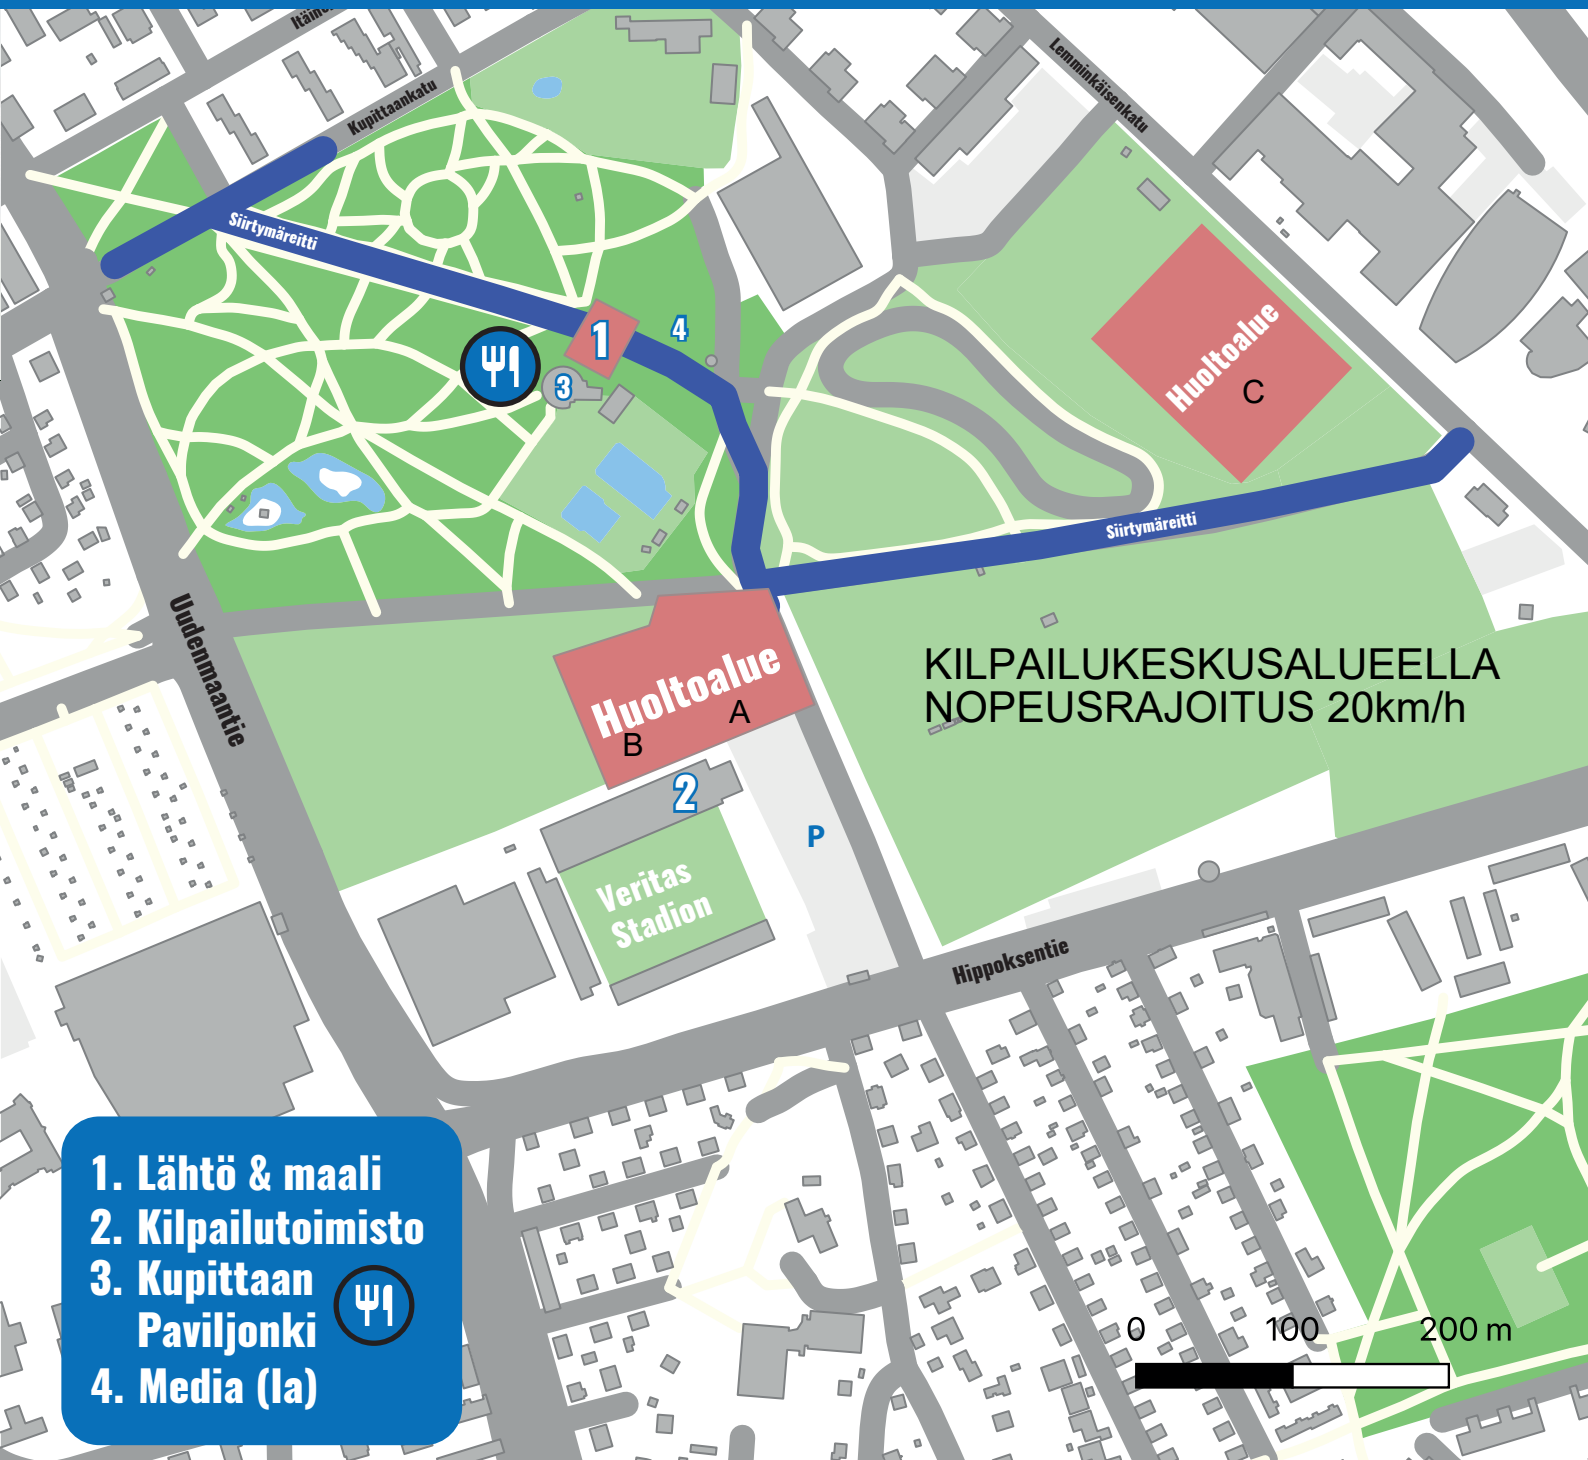 Kupittaankatu
Lemminkäisenkatu
Siirtymäreitti
1
4
3
Huoltoalue
C
Siirtymäreitti
Uudenmaantie
KILPAILUKESKUSALUEELLA
NOPEUSRAJOITUS 20km/h
Huoltoalue
A
B
2
P
Veritas
Stadion
Hippoksentie
1. Lähtö & maali
2. Kilpailutoimisto
3. Kupittaan
Paviljonki
4. Media (la)
0 100 200 m